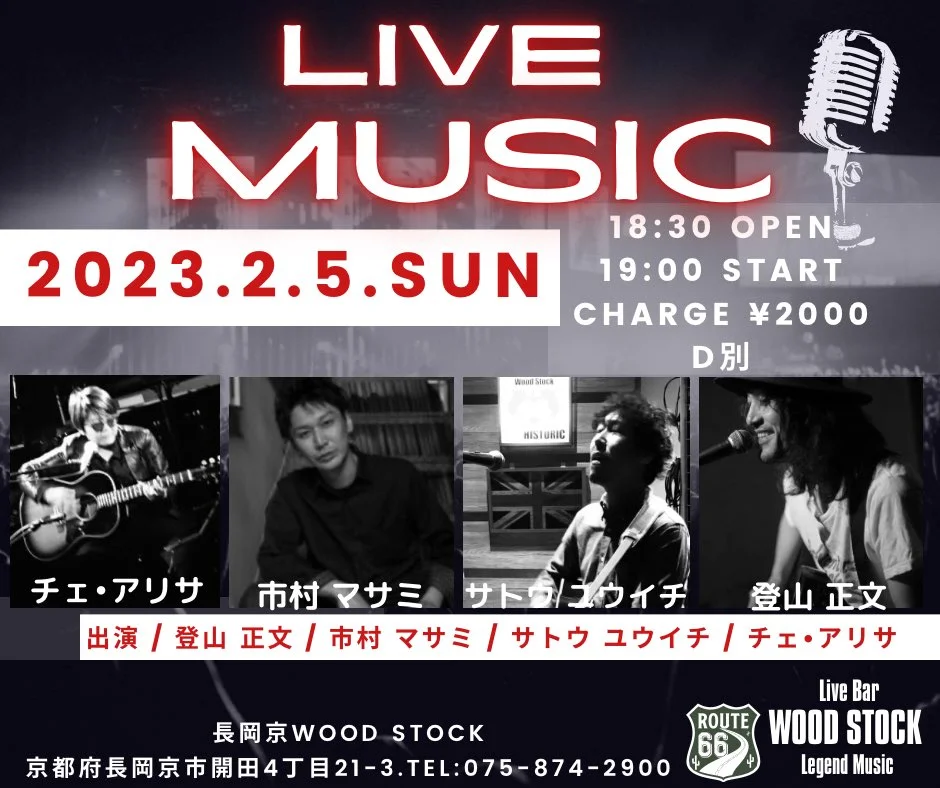 LIVE
MUSIC
2023.2.5.SUN
18:30 OPEN
19:00 START
CHARGE ¥2000
D別
Wood Stock
HISTORIC
チェ・アリサ
市村 マサミ
サトウ/ユウイチ
登山 正文
出演 / 登山 正文 / 市村 マサミ / サトウ ユウイチ / チェ・アリサ
長岡京WOOD STOCK
京都府長岡京市開田4丁目21-3.TEL:075-874-2900
ROUTE
66
Live Bar
WOOD STOCK
Legend Music